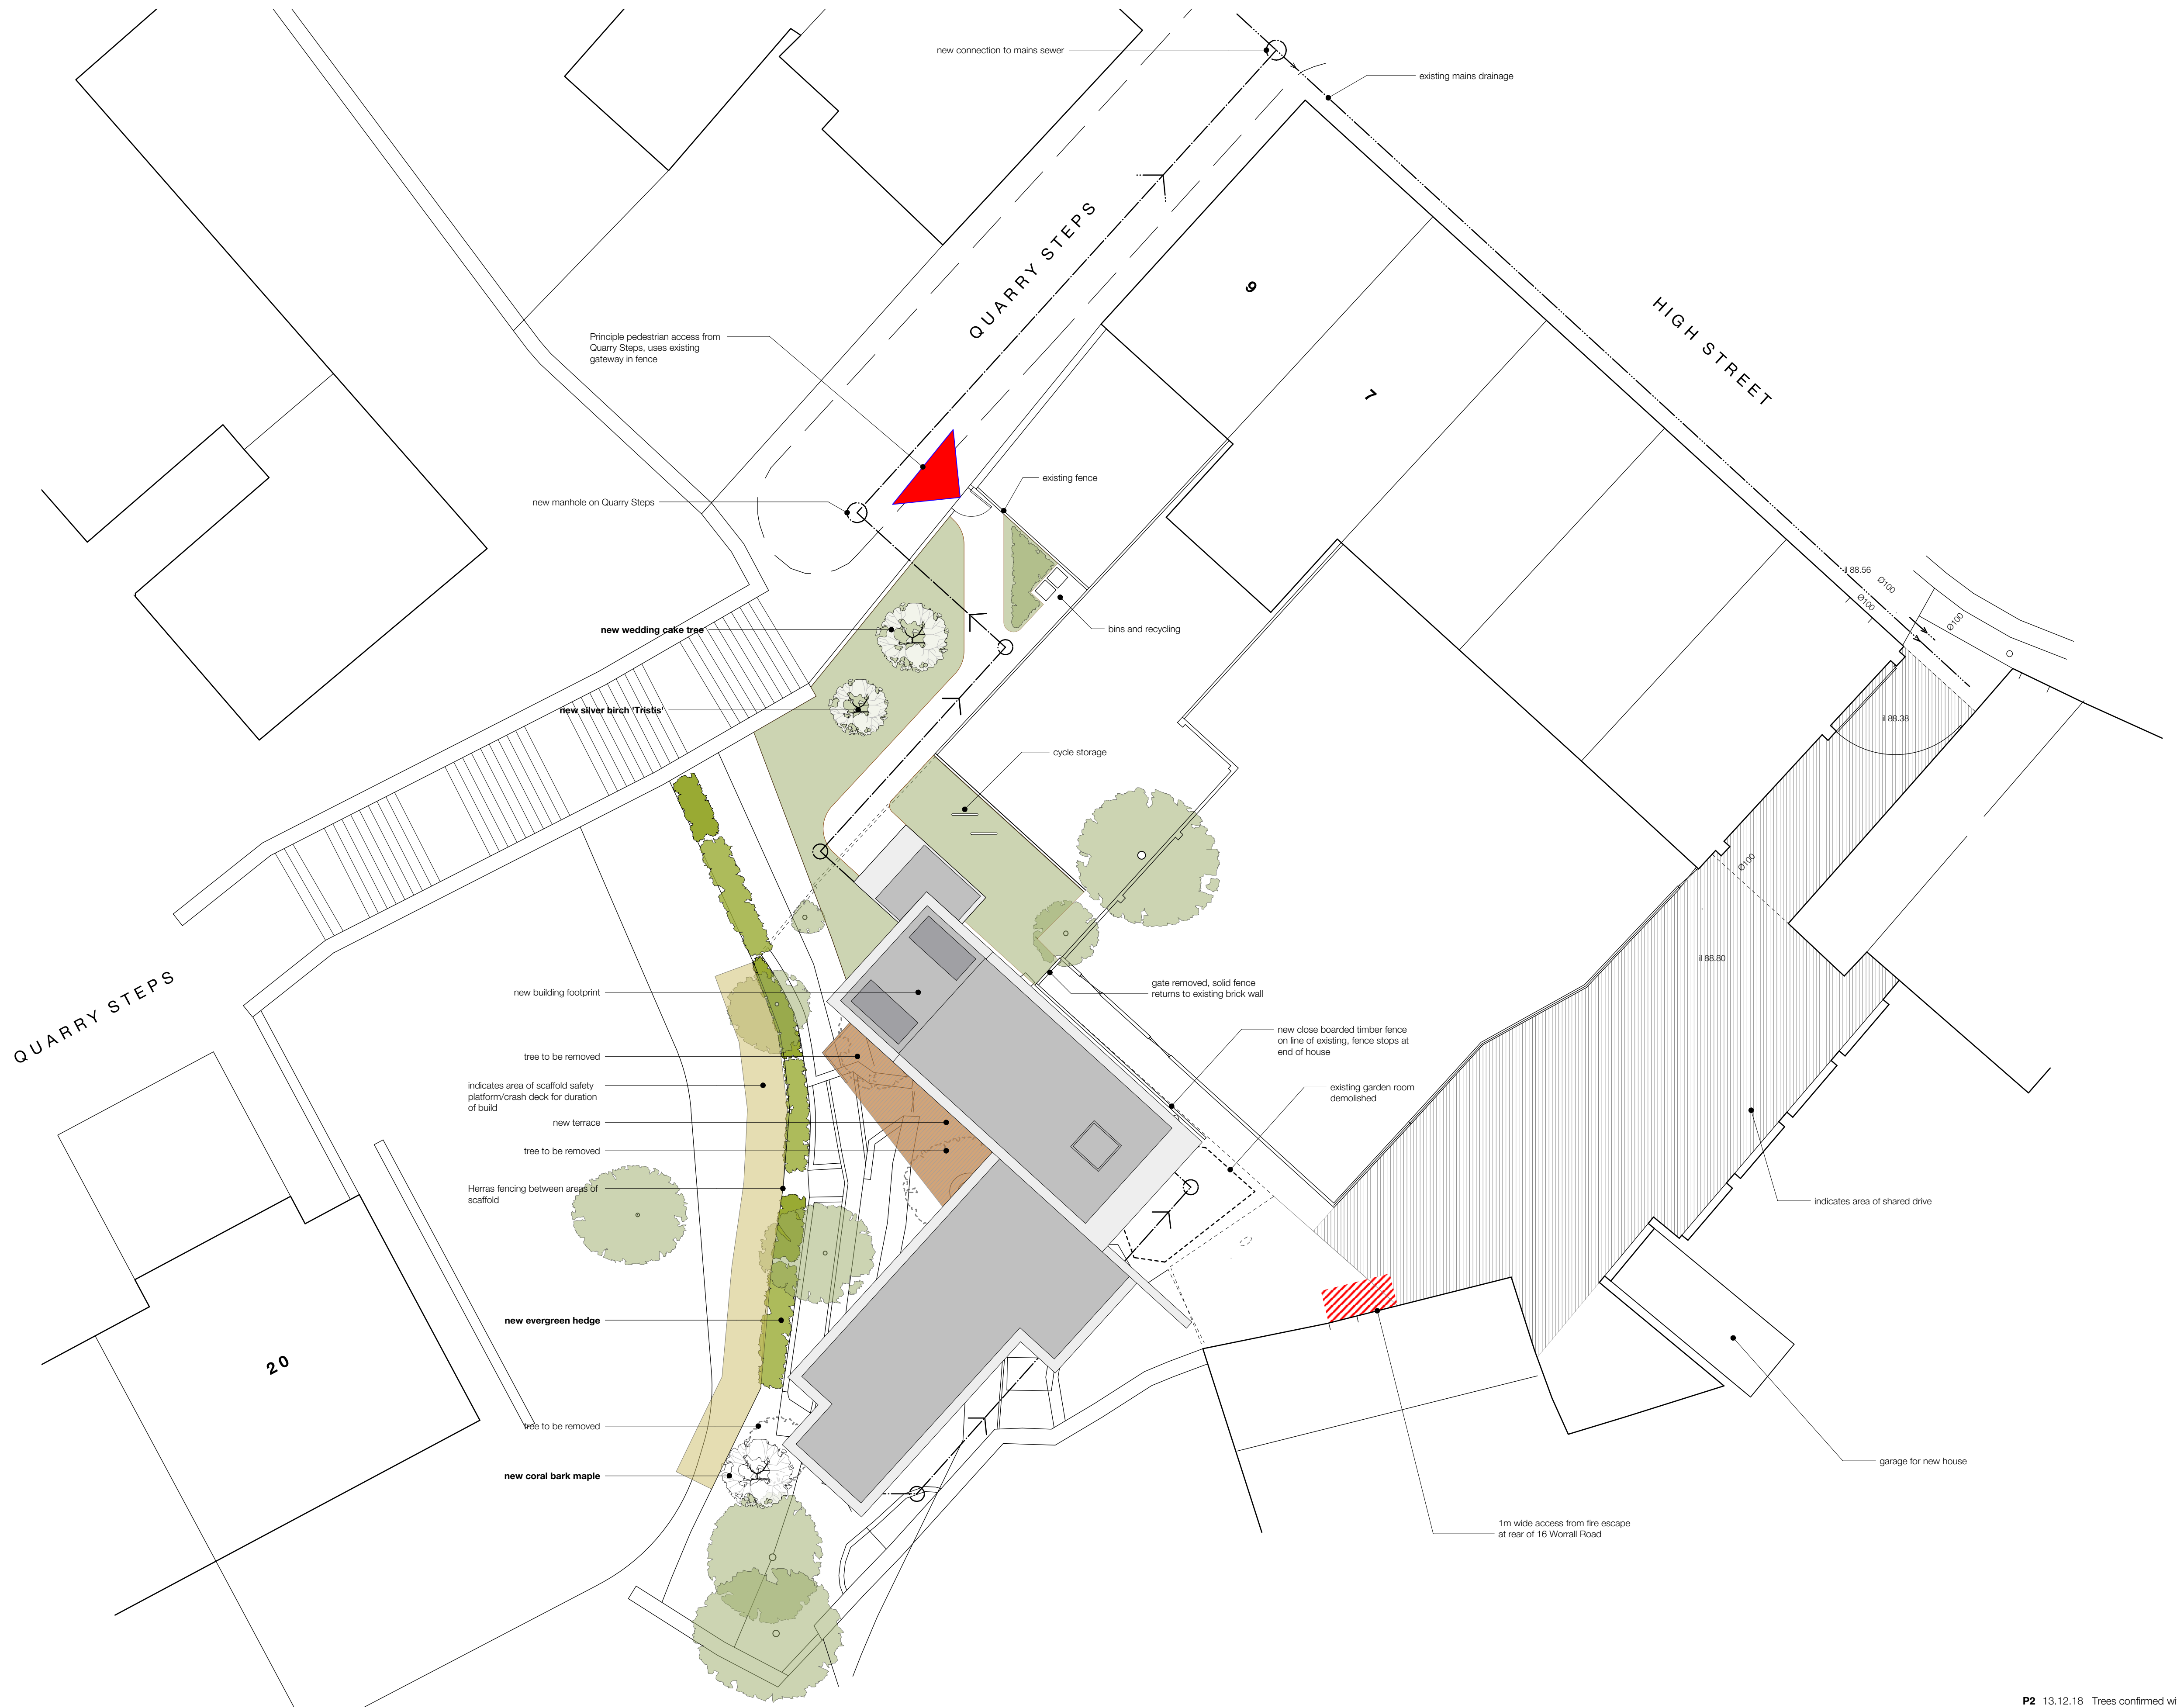 new connection to mains sewer
existing mains drainage
QUARRY STEPS
9
HIGH STREET
Principle pedestrian access from
Quarry Steps, uses existing
gateway in fence
7
existing fence
new manhole on Quarry Steps
il 88.56
Ø100
Ø100
Ø100
bins and recycling
new wedding cake tree
new silver birch 'Tristis'
il 88.38
cycle storage
Ø100
il 88.80
QUARRY STEPS
new building footprint
gate removed, solid fence
returns to existing brick wall
new close boarded timber fence
on line of existing, fence stops at
end of house
tree to be removed
indicates area of scaffold safety
platform/crash deck for duration
of build
existing garden room
demolished
new terrace
tree to be removed
Herras fencing between areas of
scaffold
indicates area of shared drive
new evergreen hedge
20
tree to be removed
new coral bark maple
garage for new house
1m wide access from fire escape
at rear of 16 Worrall Road
P2 13.12.18 Trees confirmed wi